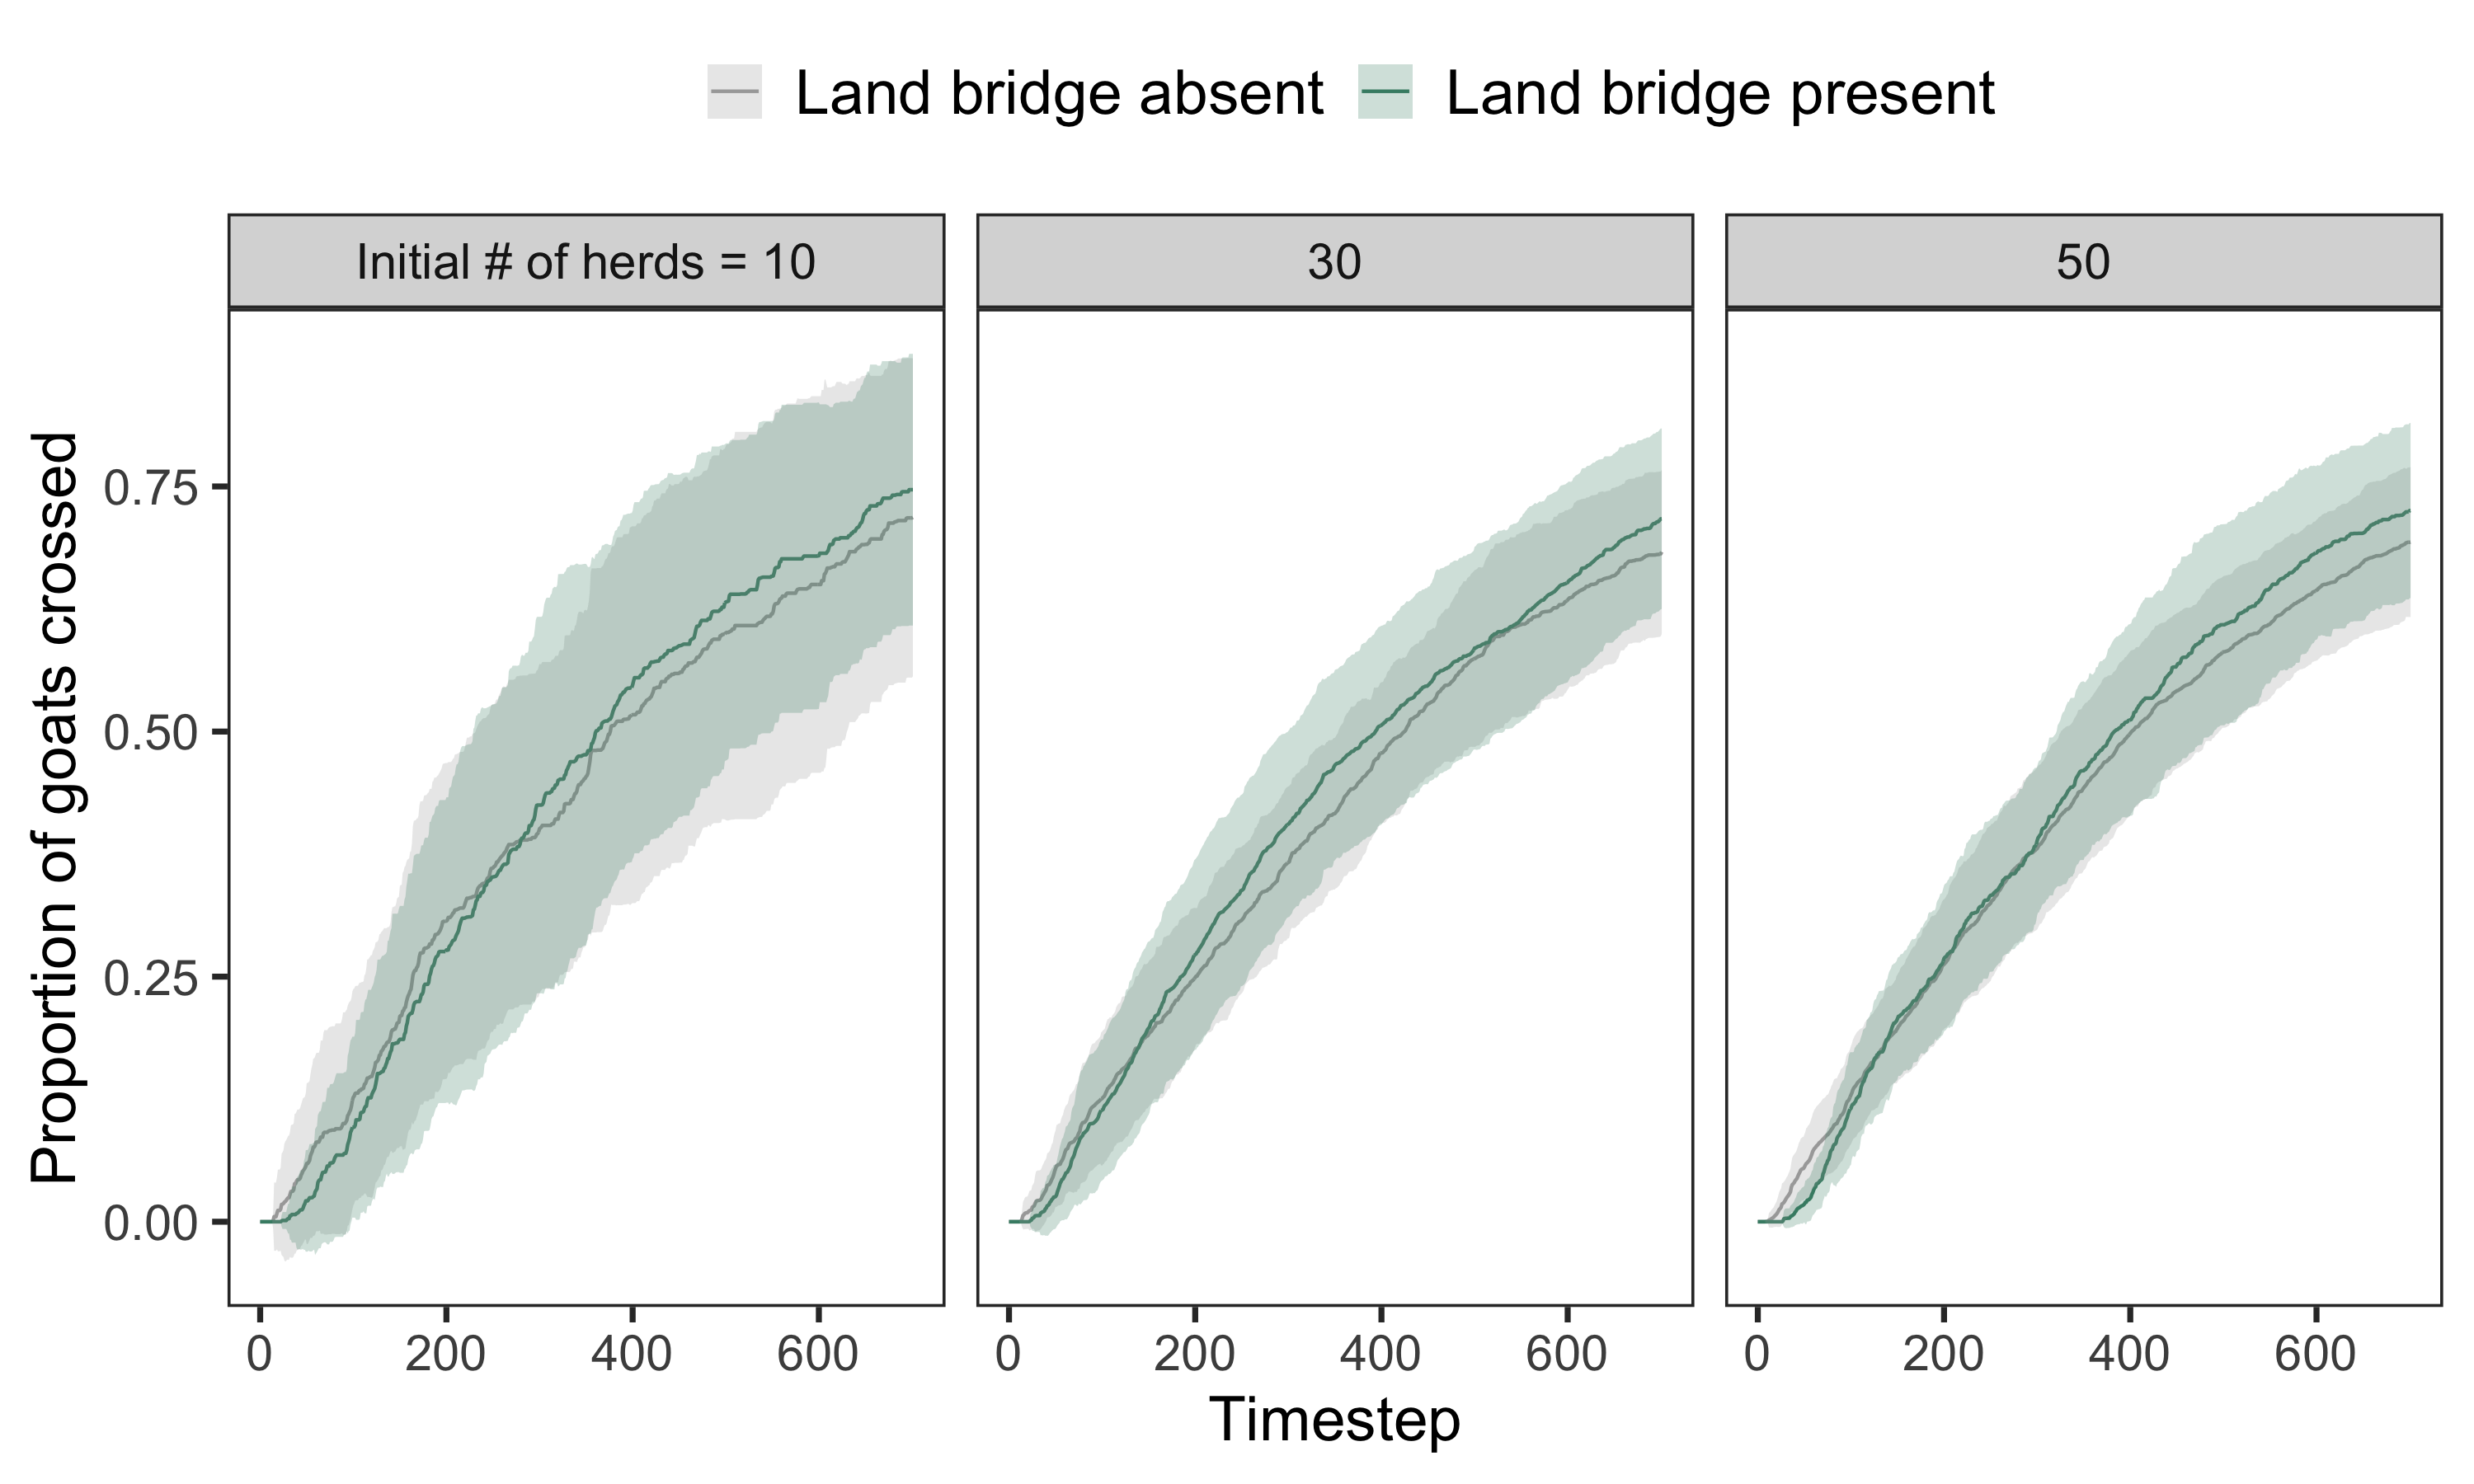 Land bridge absent Land bridge present
Initial # of herds = 10 30 50
Proportion of goats crossed
0.75
0.50
0.25
0.00
0 200 400 600 0 200 400 600 0 200 400 600
Timestep